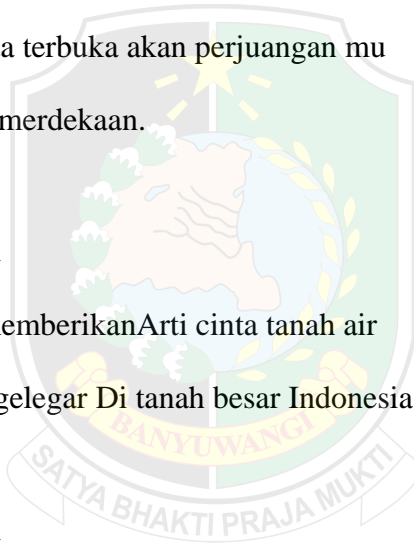 a terbuka akan perjuangan mu
merdekaan.
emberikanArti cinta tanah air
gelegar Di tanah besar Indonesia
BANYUWANGI
SATYA BHAKTI PRAJA MUKTI